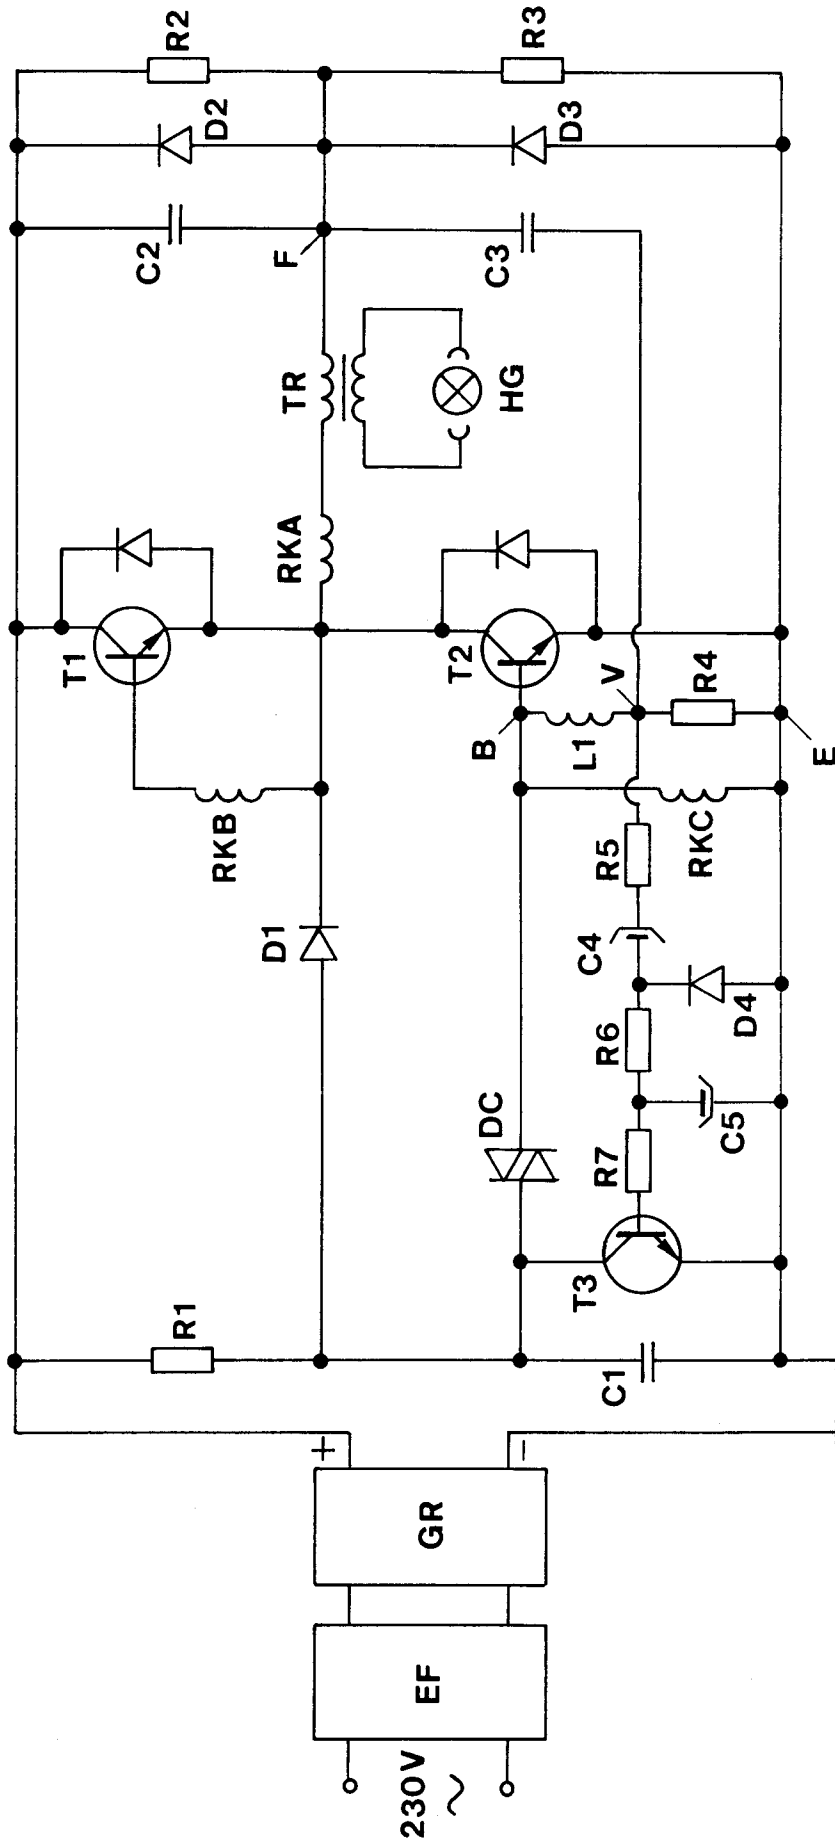 230V
~
EF
GR
+
−
R1
C1
T3
R7
C5
DC
R6
D4
C4
R5
D1
RKB
RKC
B
L1
V
R4
E
T1
T2
RKA
TR
HG
F
C2
C3
D2
D3
R2
R3